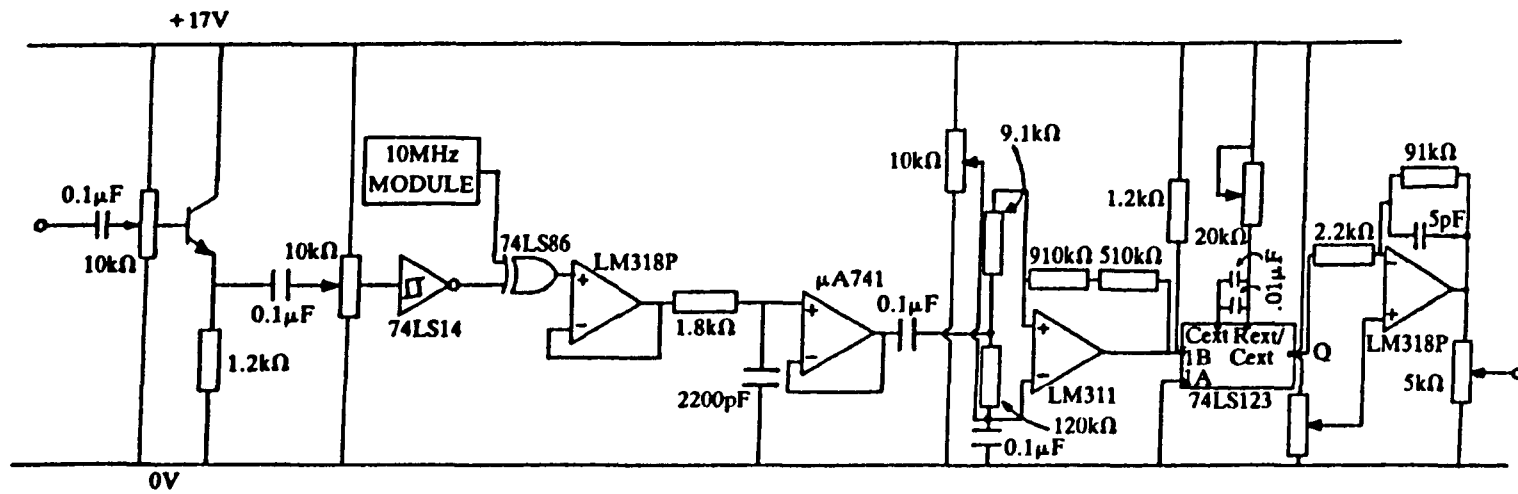 +17V
0.1μF
10kΩ
0.1μF
1.2kΩ
10kΩ
10MHz
MODULE
74LS14
74LS86
LM318P
1.8kΩ
2200pF
μA741
0.1μF
10kΩ
9.1kΩ
910kΩ
510kΩ
LM311
120kΩ
0.1μF
1.2kΩ
20kΩ
.01μF
Cext
Rext/
Cext
1B
1A
74LS123
Q
2.2kΩ
91kΩ
5pF
LM318P
5kΩ
0V
+
-
+
-
+
-
-
+